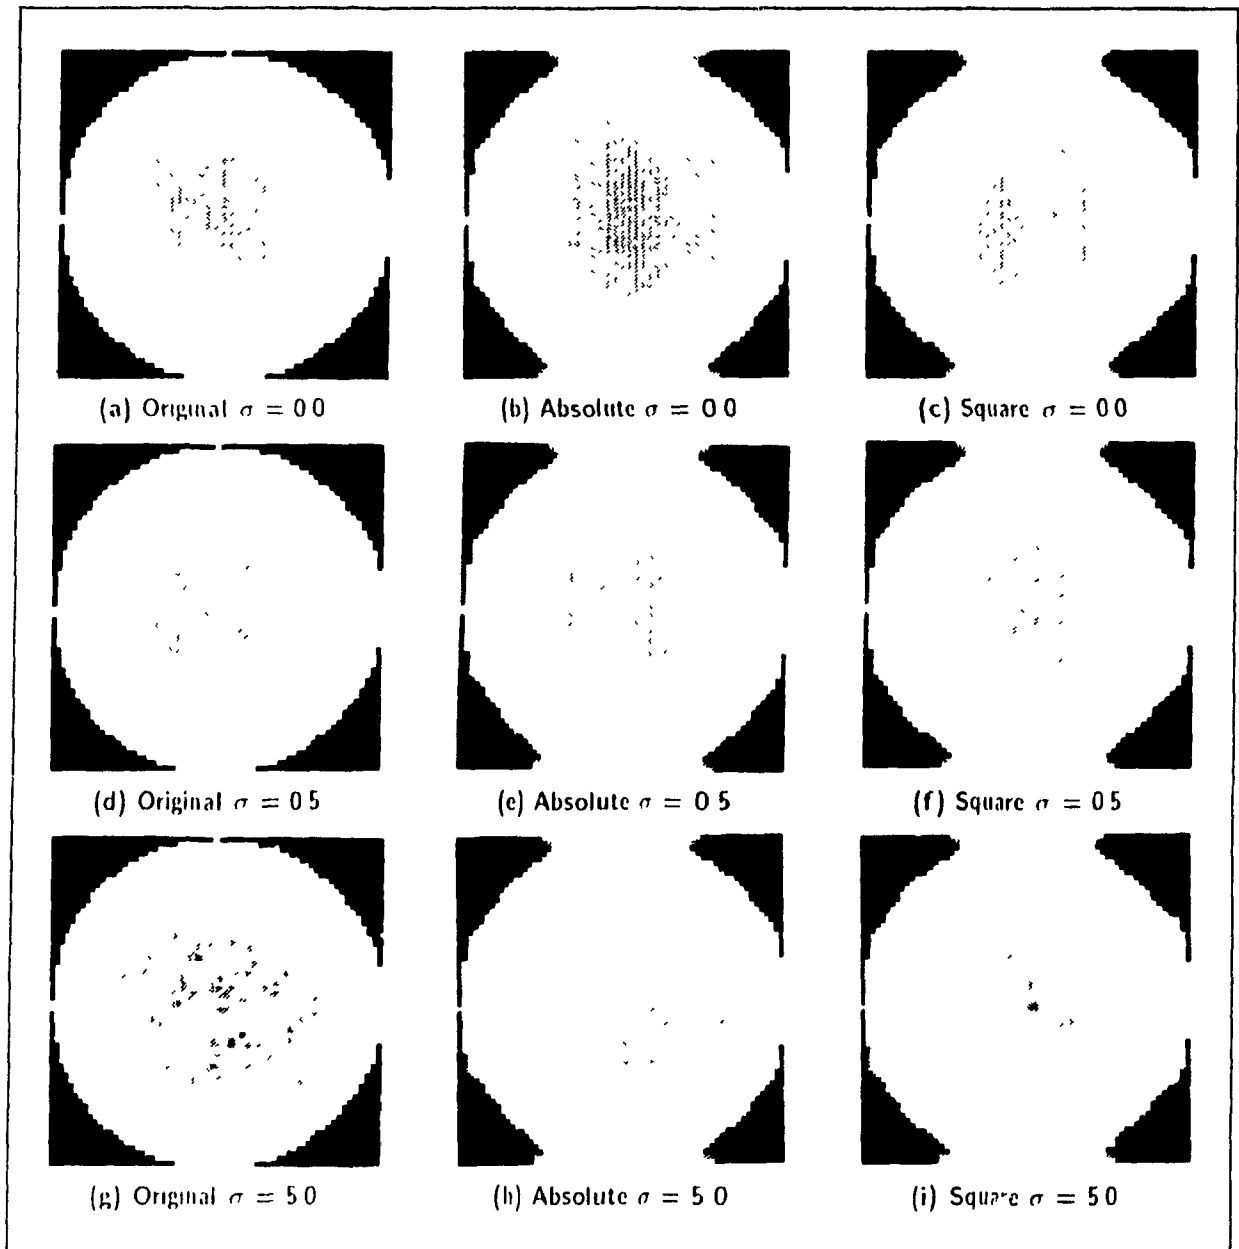 (a) Original σ = 0 0
(b) Absolute σ = 0 0
(c) Square σ = 0 0
(d) Original σ = 0 5
(e) Absolute σ = 0 5
(f) Square σ = 0 5
(g) Original σ = 5 0
(h) Absolute σ = 5 0
(i) Square σ = 5 0